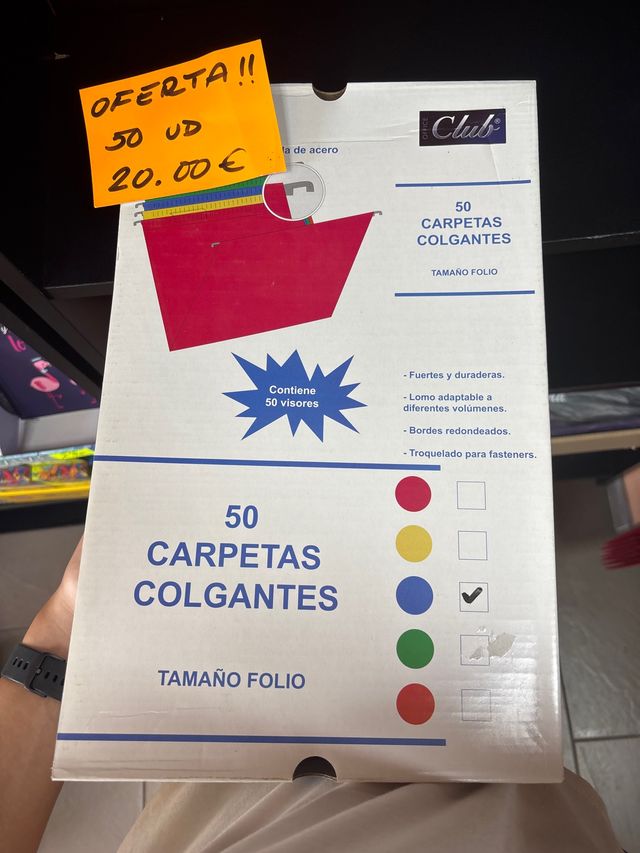 OFERTA!!
50 UD
20.00€
de acero
OFFICE
Club®
50
CARPETAS
COLGANTES
TAMAÑO FOLIO
Contiene
50 visores
- Fuertes y duraderas.
- Lomo adaptable a
diferentes volúmenes.
- Bordes redondeados.
- Troquelado para fasteners.
50
CARPETAS
COLGANTES
TAMAÑO FOLIO